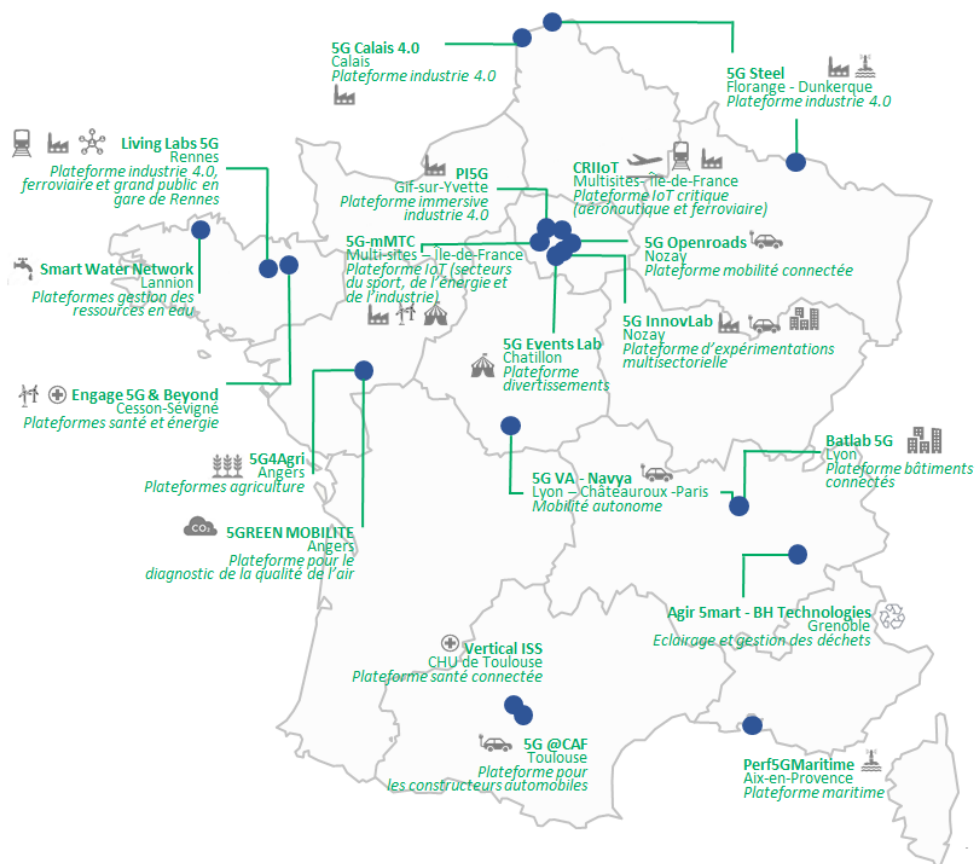 5G Calais 4.0
Calais
Plateforme industrie 4.0
5G Steel
Florange - Dunkerque
Plateforme industrie 4.0
Living Labs 5G
Rennes
Plateforme industrie 4.0,
ferroviaire et grand public en
gare de Rennes
PI5G
Gif-sur-Yvette
Plateforme immersive
industrie 4.0
CRIIoT
Multisites- Île-de-France
Plateforme IoT critique
(aéronautique et ferroviaire)
5G-mMTC
Multi-sites – Île-de-France
Plateforme IoT (secteurs
du sport, de l'énergie et
de l'industrie)
5G Openroads
Nozay
Plateforme mobilité connectée
Smart Water Network
Lannion
Plateformes gestion des
ressources en eau
5G Events Lab
Chatillon
Plateforme
divertissements
5G InnovLab
Nozay
Plateforme d'expérimentations
multisectorielle
Engage 5G & Beyond
Cesson-Sévigné
Plateformes santé et énergie
5G4Agri
Angers
Plateformes agriculture
5G VA - Navya
Lyon – Châteauroux -Paris
Mobilité autonome
Batlab 5G
Lyon
Plateforme bâtiments
connectés
CO₂
5GREEN MOBILITE
Angers
Plateforme pour le
diagnostic de la qualité de l'air
Agir 5mart - BH Technologies
Grenoble
Eclairage et gestion des déchets
Vertical ISS
CHU de Toulouse
Plateforme santé connectée
5G @CAF
Toulouse
Plateforme pour
les constructeurs automobiles
Perf5GMaritime
Aix-en-Provence
Plateforme maritime